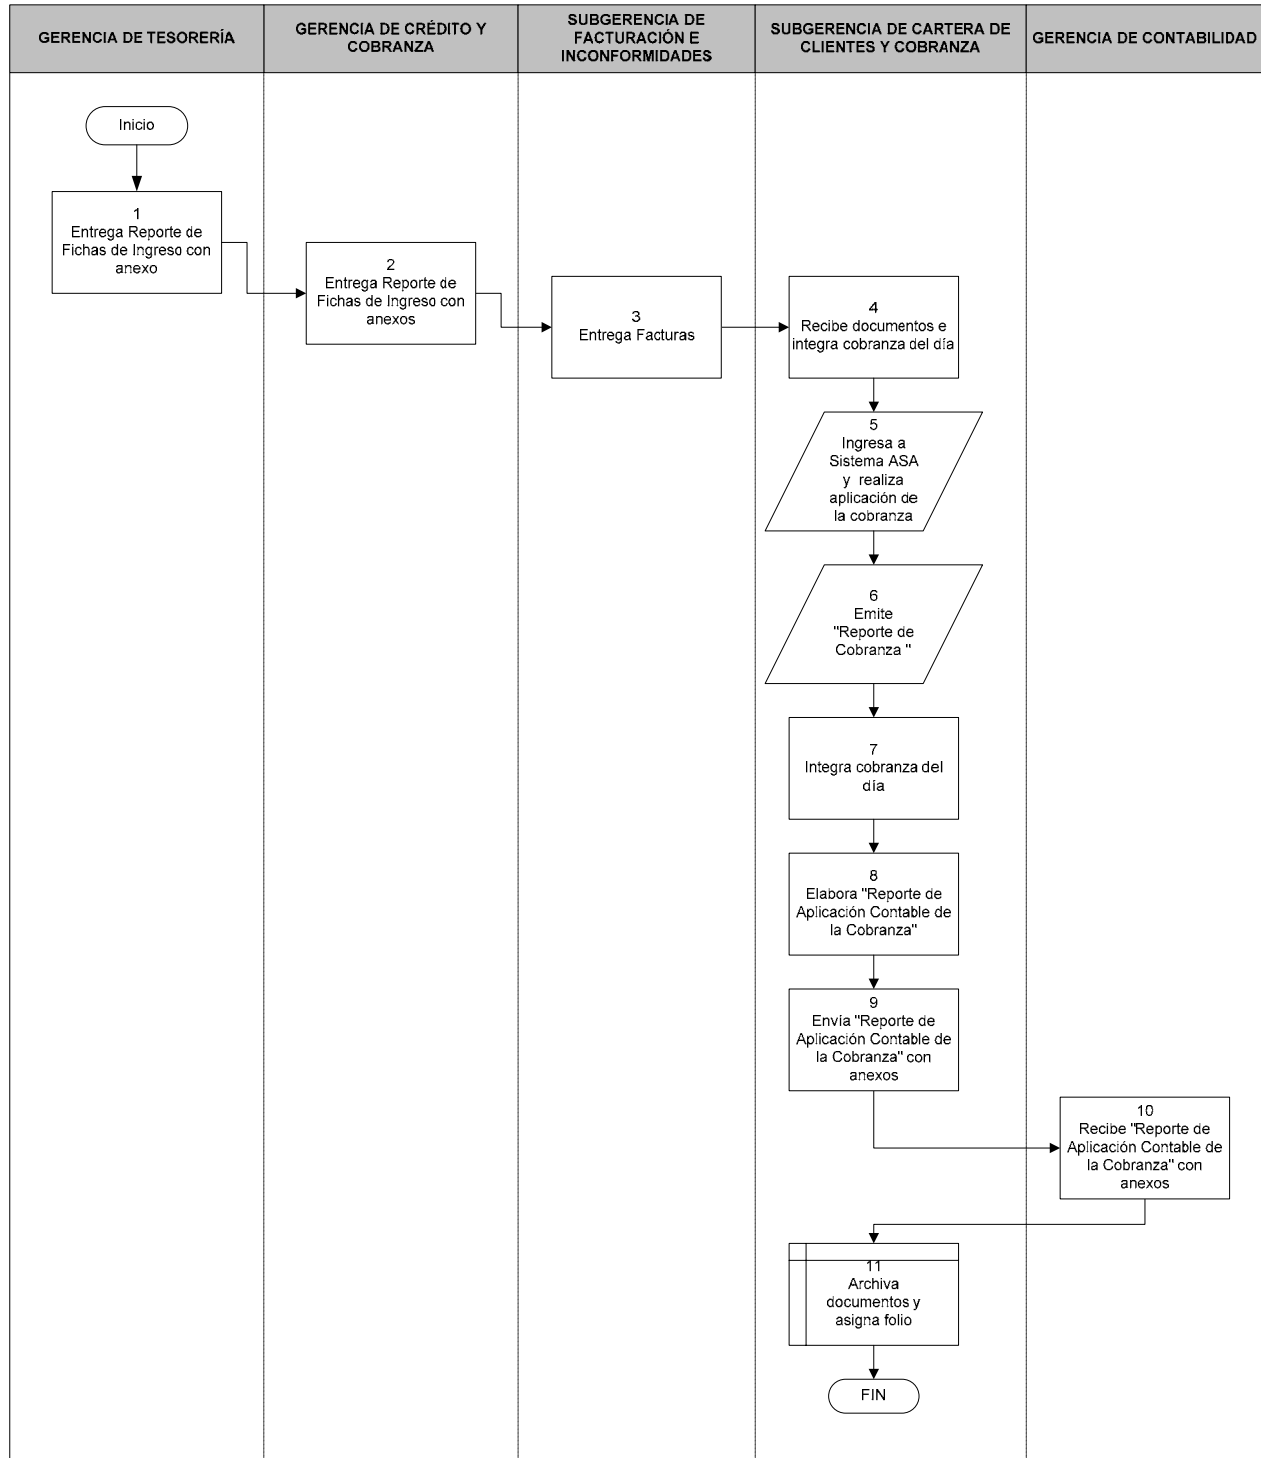 GERENCIA DE TESORERÍA
GERENCIA DE CRÉDITO Y
COBRANZA
SUBGERENCIA DE
FACTURACIÓN E
INCONFORMIDADES
SUBGERENCIA DE CARTERA DE
CLIENTES Y COBRANZA
GERENCIA DE CONTABILIDAD
Inicio
1
Entrega Reporte de
Fichas de Ingreso con
anexo
2
Entrega Reporte de
Fichas de Ingreso con
anexos
3
Entrega Facturas
4
Recibe documentos e
integra cobranza del día
5
Ingresa a
Sistema ASA
y realiza
aplicación de
la cobranza
6
Emite
"Reporte de
Cobranza "
7
Integra cobranza del
día
8
Elabora "Reporte de
Aplicación Contable de
la Cobranza"
9
Envía "Reporte de
Aplicación Contable de
la Cobranza" con
anexos
10
Recibe "Reporte de
Aplicación Contable de
la Cobranza" con
anexos
11
Archiva
documentos y
asigna folio
FIN